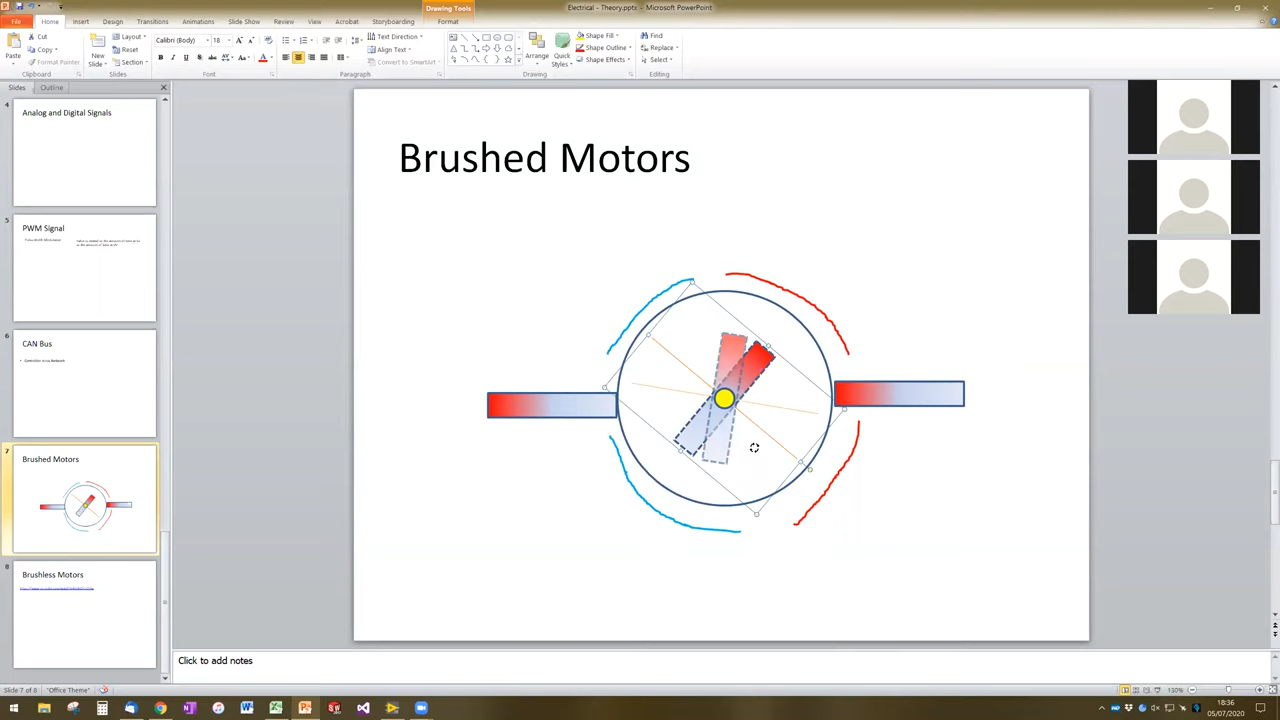 Electrical - Theory.pptx - Microsoft PowerPoint
Drawing Tools
File
Home
Insert
Design
Transitions
Animations
Slide Show
Review
View
Acrobat
Storyboarding
Format
Paste
Cut
Copy
Format Painter
Clipboard
New
Slide
Layout
Reset
Section
Slides
Calibri (Body)
18
Font
Text Direction
Align Text
Convert to SmartArt
Paragraph
Arrange
Quick
Styles
Shape Fill
Shape Outline
Shape Effects
Drawing
Find
Replace
Select
Editing
Slides
Outline
4
Analog and Digital Signals
5
PWM Signal
6
CAN Bus
7
Brushed Motors
8
Brushless Motors
Brushed Motors
Click to add notes
Slide 7 of 8
"Office Theme"
130%
18:36
05/07/2020